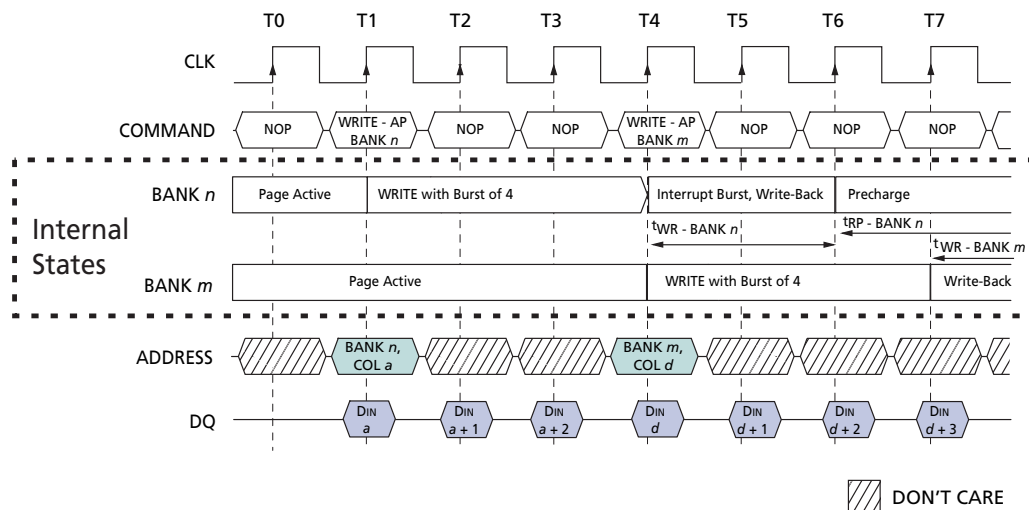 T0 T1 T2 T3 T4 T5 T6 T7
CLK
COMMAND NOP WRITE - AP BANK n NOP NOP WRITE - AP BANK m NOP NOP NOP
Internal States
BANK n Page Active WRITE with Burst of 4 Interrupt Burst, Write-Back Precharge
tWR - BANK n tRP - BANK n
tWR - BANK m
BANK m Page Active WRITE with Burst of 4 Write-Back
ADDRESS BANK n, COL a BANK m, COL d
DQ DIN a DIN a + 1 DIN a + 2 DIN d DIN d + 1 DIN d + 2 DIN d + 3
DON'T CARE